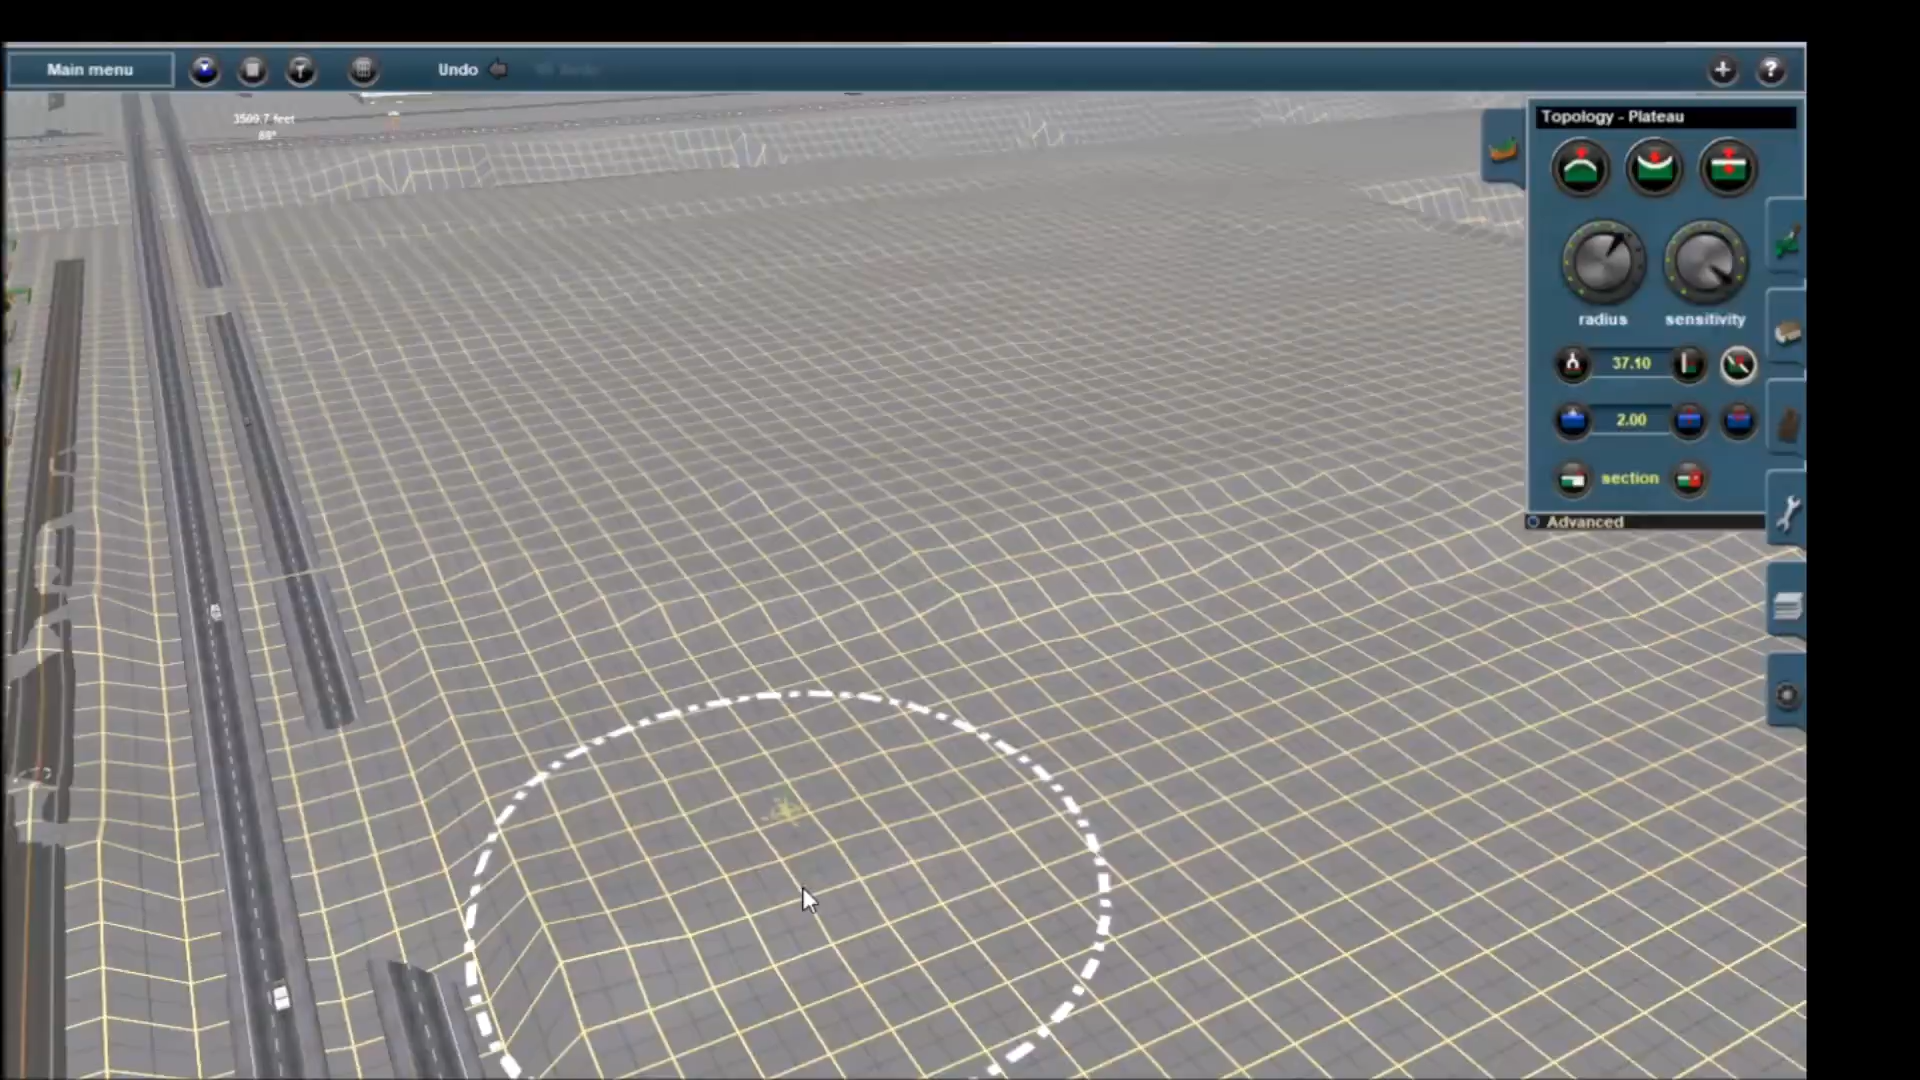 Main menu
Undo
3509.7 feet
Topology - Plateau
radius
sensitivity
37.10
2.00
section
Advanced